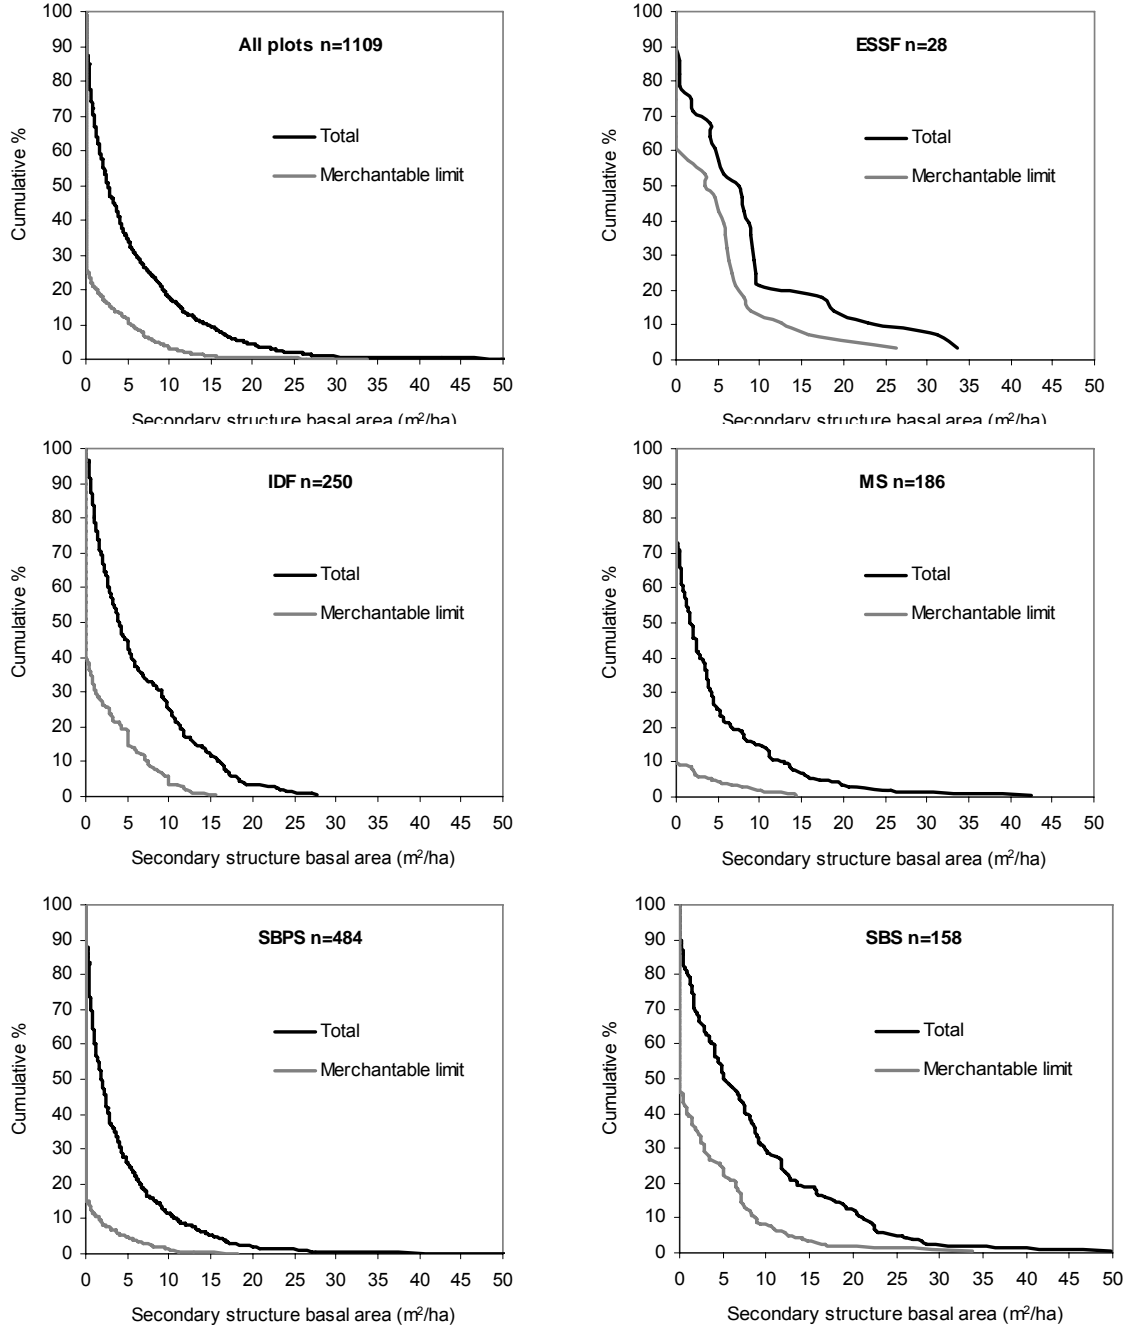 All plots n=1109
Cumulative %
100
90
80
70
60
50
40
30
20
10
0
Total
Merchantable limit
0 5 10 15 20 25 30 35 40 45 50
Secondary structure basal area (m²/ha)
ESSF n=28
Cumulative %
100
90
80
70
60
50
40
30
20
10
0
Total
Merchantable limit
0 5 10 15 20 25 30 35 40 45 50
Secondary structure basal area (m²/ha)
IDF n=250
Cumulative %
100
90
80
70
60
50
40
30
20
10
0
Total
Merchantable limit
0 5 10 15 20 25 30 35 40 45 50
Secondary structure basal area (m²/ha)
MS n=186
Cumulative %
100
90
80
70
60
50
40
30
20
10
0
Total
Merchantable limit
0 5 10 15 20 25 30 35 40 45 50
Secondary structure basal area (m²/ha)
SBPS n=484
Cumulative %
100
90
80
70
60
50
40
30
20
10
0
Total
Merchantable limit
0 5 10 15 20 25 30 35 40 45 50
Secondary structure basal area (m²/ha)
SBS n=158
Cumulative %
100
90
80
70
60
50
40
30
20
10
0
Total
Merchantable limit
0 5 10 15 20 25 30 35 40 45 50
Secondary structure basal area (m²/ha)